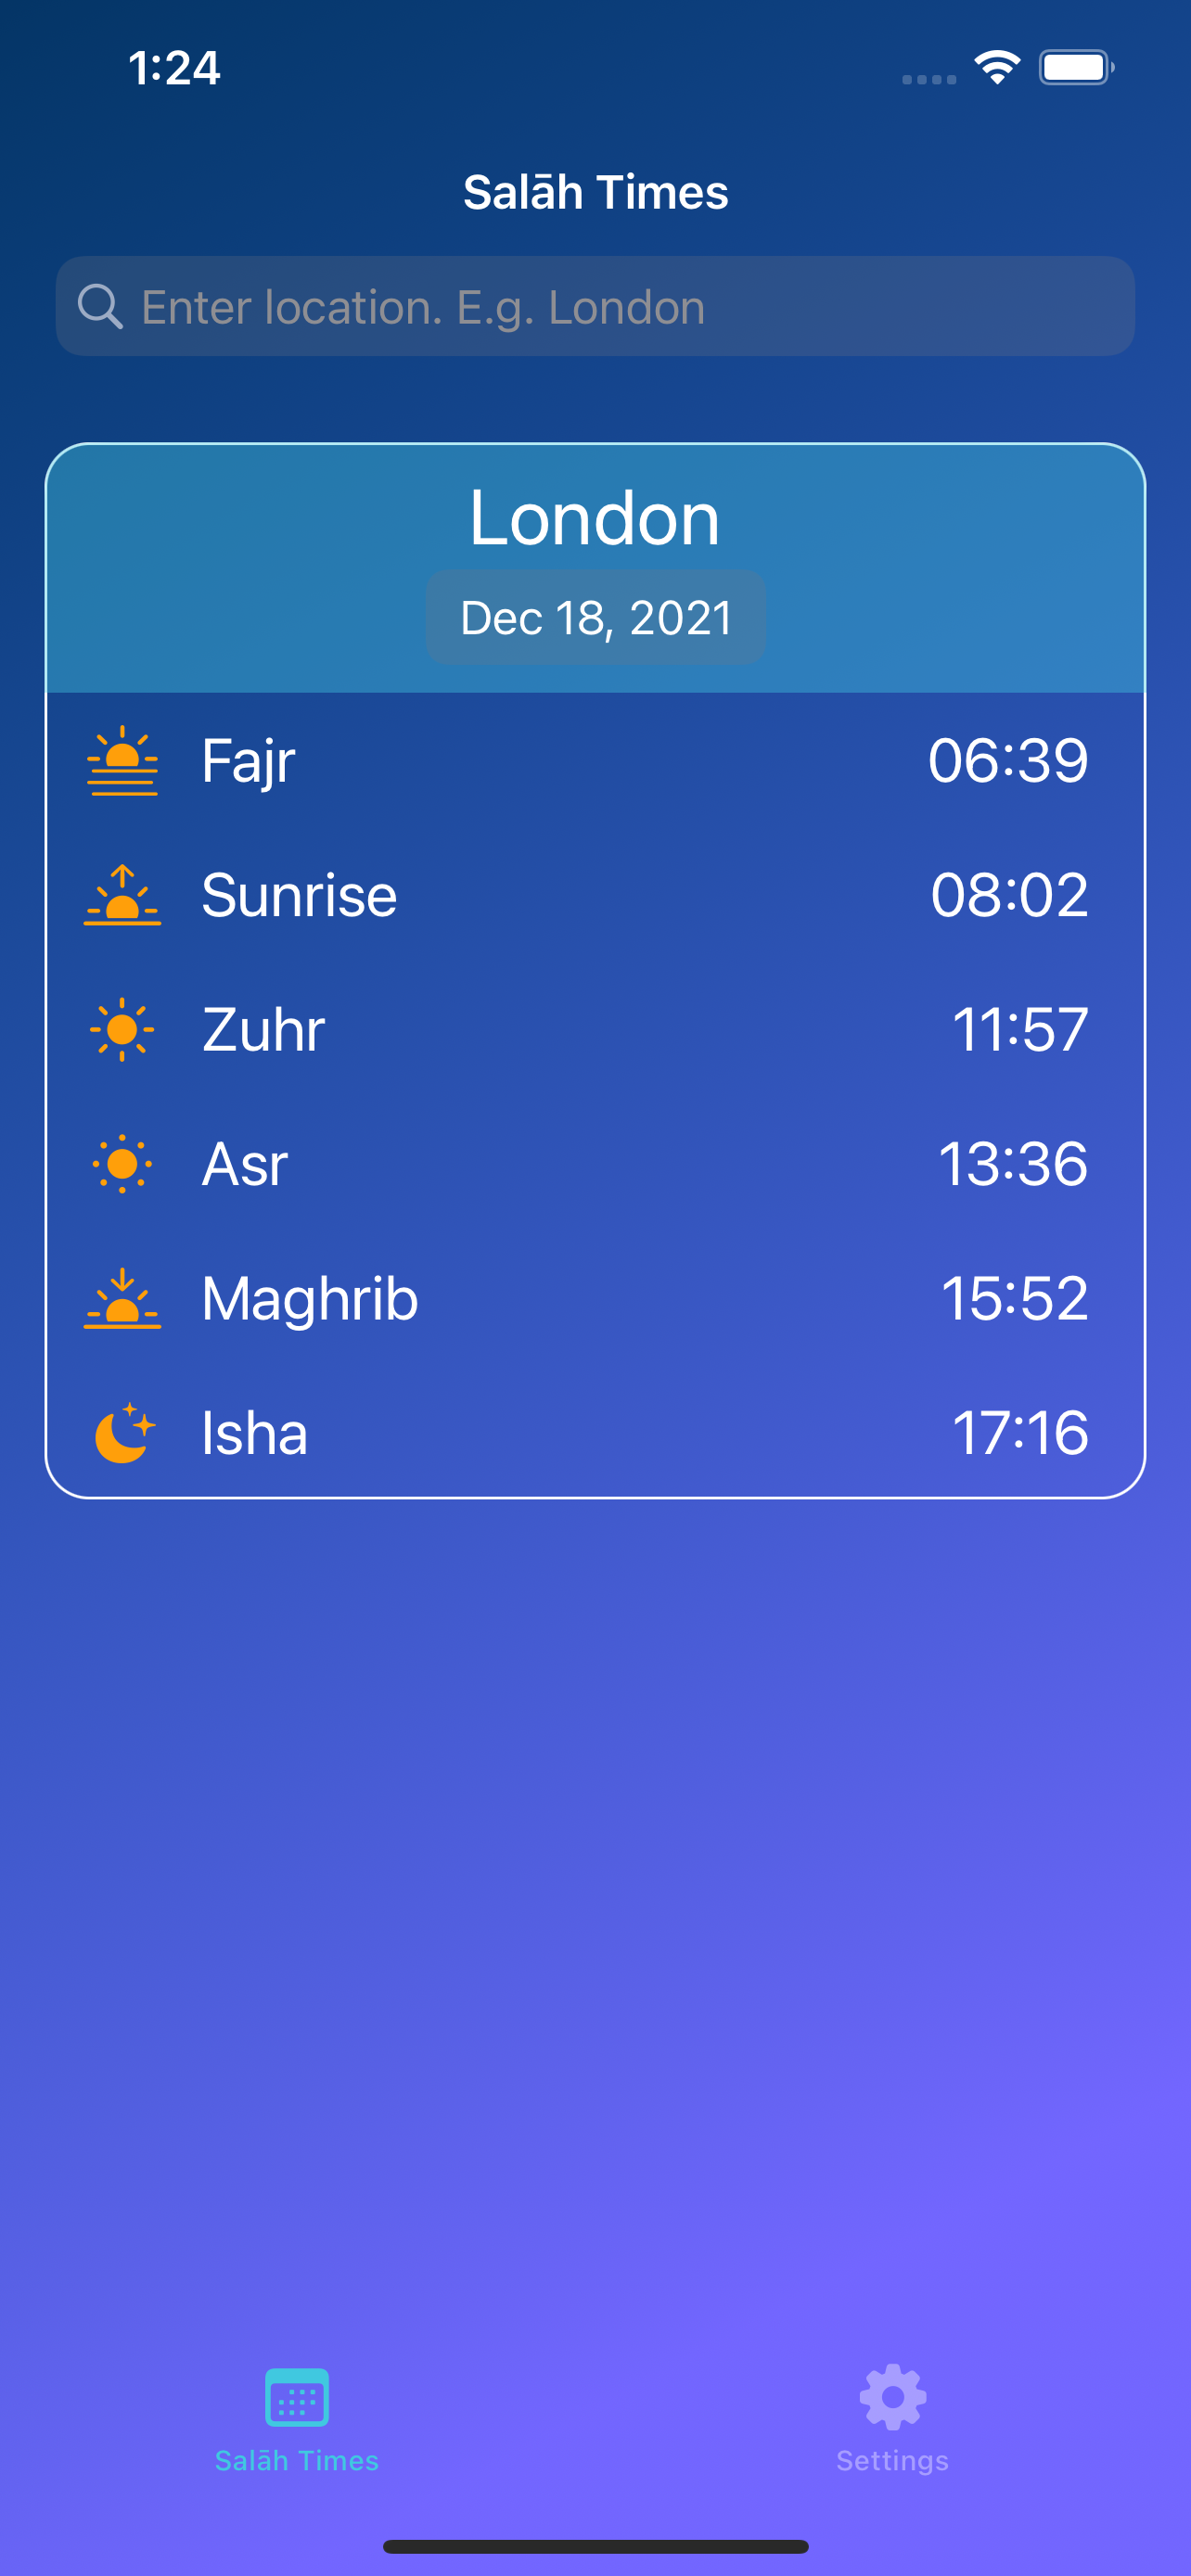 1:24
Salāh Times
Enter location. E.g. London
London
Dec 18, 2021
Fajr 06:39
Sunrise 08:02
Zuhr 11:57
Asr 13:36
Maghrib 15:52
Isha 17:16
Salāh Times Settings